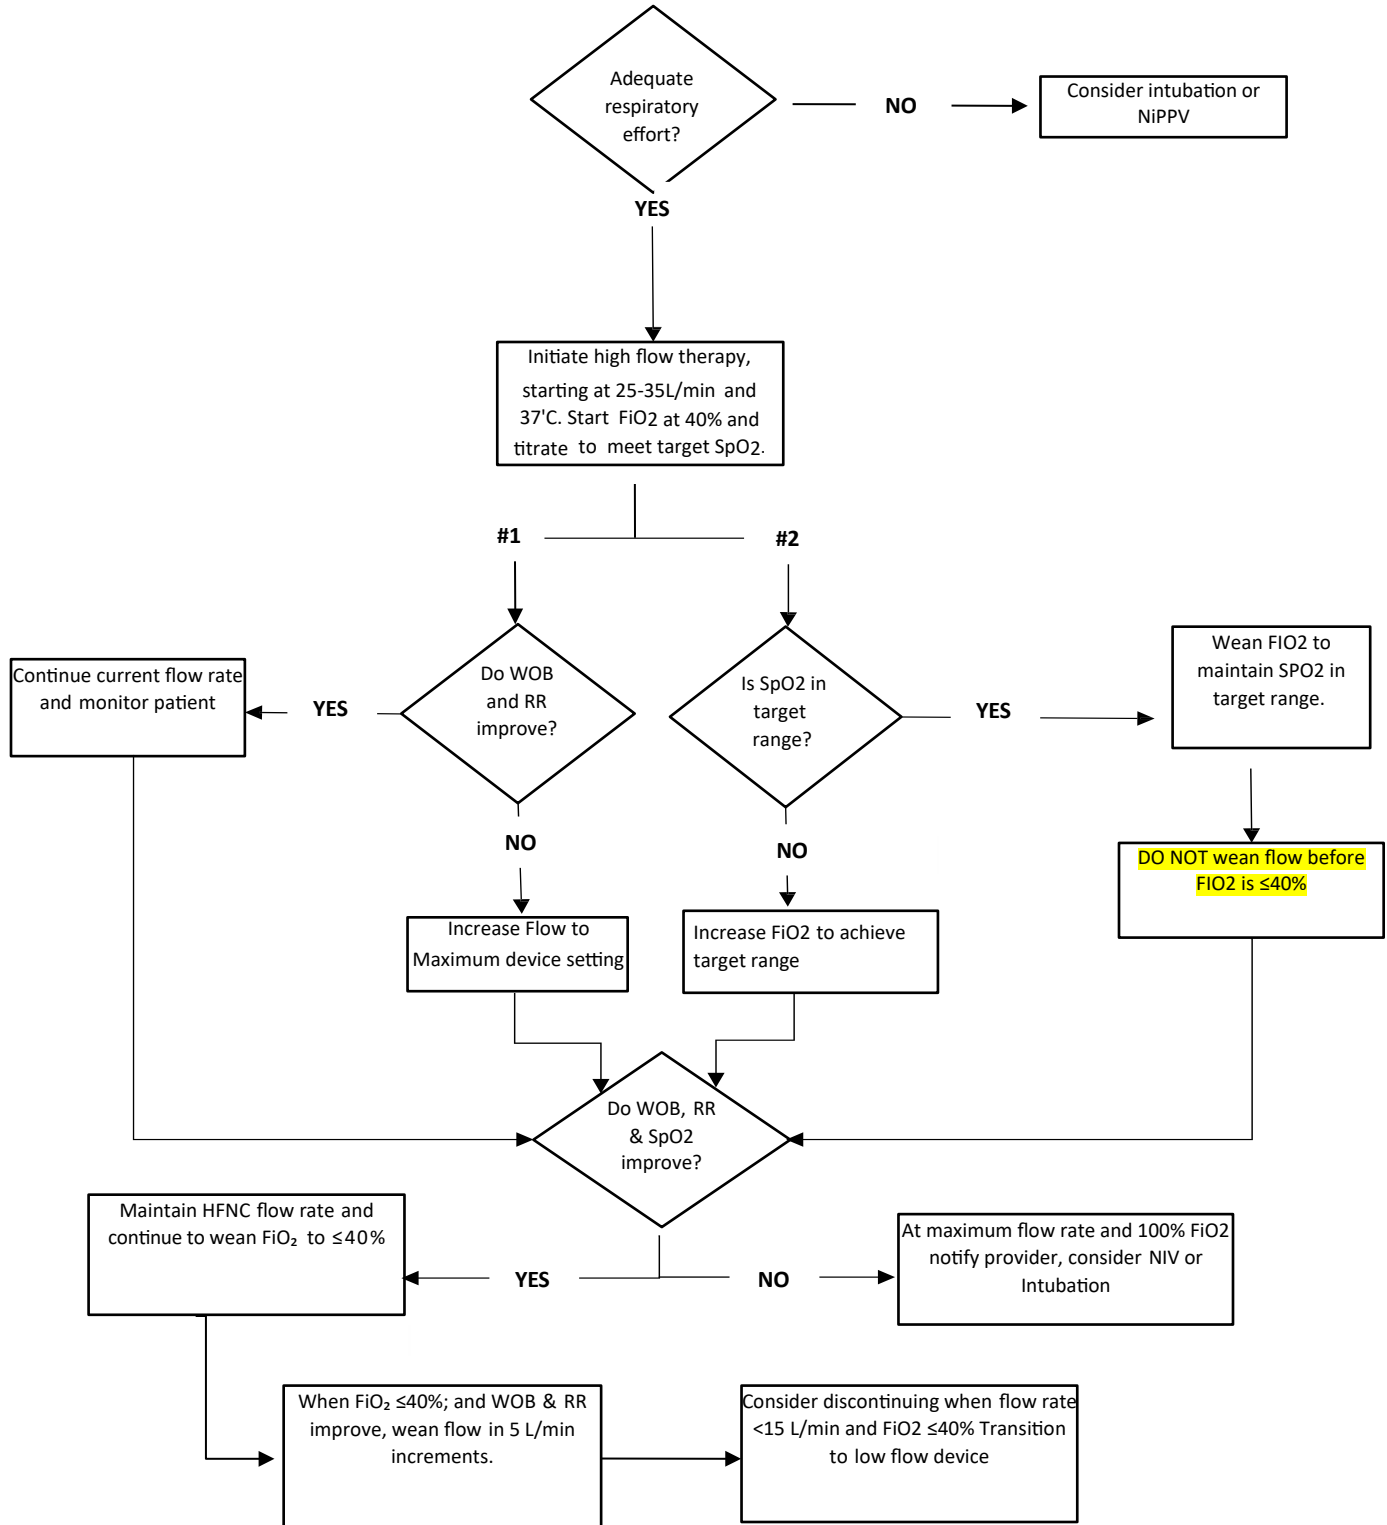 Adequate
respiratory
effort?
NO
Consider intubation or
NiPPV
YES
Initiate high flow therapy,
starting at 25-35L/min and
37'C. Start FiO2 at 40% and
titrate to meet target SpO2.
#1
#2
Do WOB
and RR
improve?
YES
Continue current flow rate
and monitor patient
Is SpO2 in
target
range?
YES
Wean FIO2 to
maintain SPO2 in
target range.
NO
NO
DO NOT wean flow before
FIO2 is ≤40%
Increase Flow to
Maximum device setting
Increase FiO2 to achieve
target range
Do WOB, RR
& SpO2
improve?
Maintain HFNC flow rate and
continue to wean FiO₂ to ≤40%
YES
NO
At maximum flow rate and 100% FiO2
notify provider, consider NIV or
Intubation
When FiO₂ ≤40%; and WOB & RR
improve, wean flow in 5 L/min
increments.
Consider discontinuing when flow rate
<15 L/min and FiO2 ≤40% Transition
to low flow device